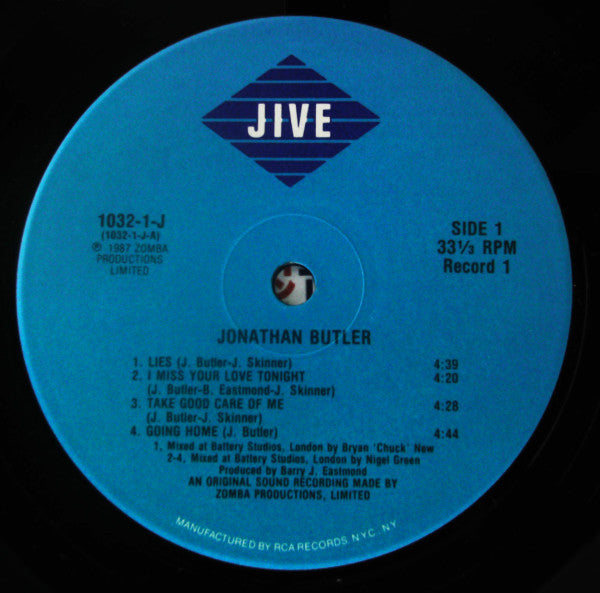 JIVE
1032-1-J
(1032-1-J-A)
℗ 1987 ZOMBA
PRODUCTIONS
LIMITED
SIDE 1
33⅓ RPM
Record 1
JONATHAN BUTLER
1. LIES (J. Butler-J. Skinner) 4:39
2. I MISS YOUR LOVE TONIGHT 4:20
(J. Butler-B. Eastmond-J. Skinner)
3. TAKE GOOD CARE OF ME 4:28
(J. Butler-J. Skinner)
4. GOING HOME (J. Butler) 4:44
1, Mixed at Battery Studios, London by Bryan 'Chuck' New
2-4, Mixed at Battery Studios, London by Nigel Green
Produced by Barry J. Eastmond
AN ORIGINAL SOUND RECORDING MADE BY
ZOMBA PRODUCTIONS, LIMITED
MANUFACTURED BY RCA RECORDS, N.Y.C., N.Y.